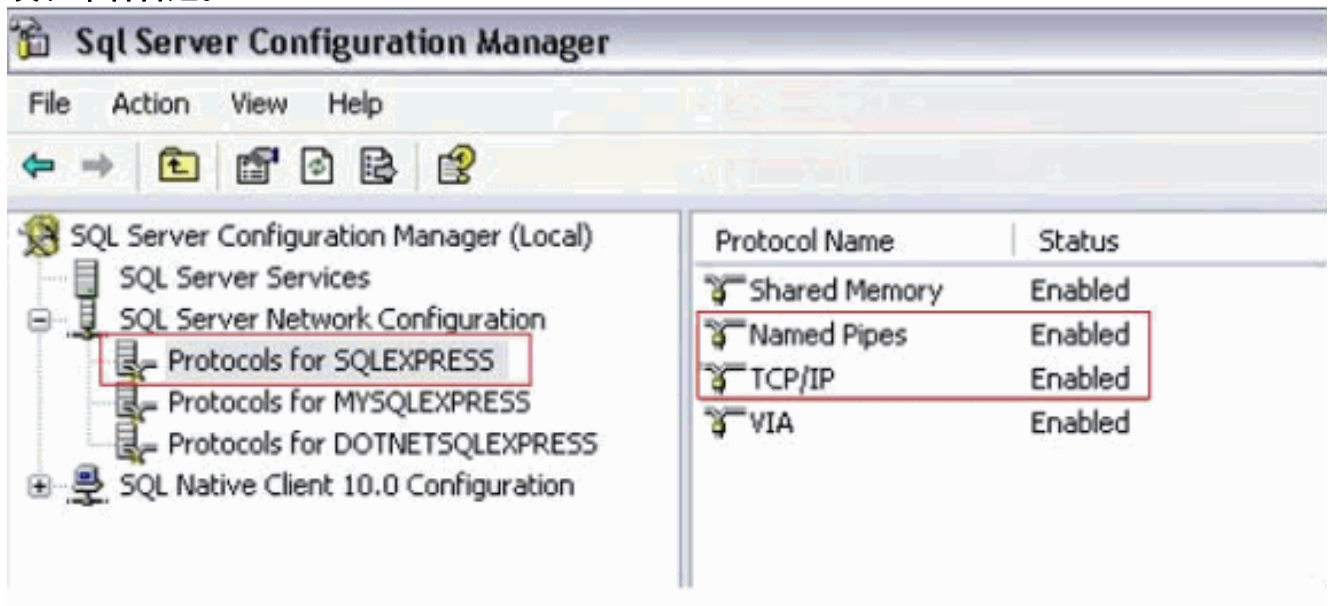 Sql Server Configuration Manager
File Action View Help
SQL Server Configuration Manager (Local)
SQL Server Services
SQL Server Network Configuration
Protocols for SQLEXPRESS
Protocols for MYSQLEXPRESS
Protocols for DOTNETSQLEXPRESS
SQL Native Client 10.0 Configuration
Protocol Name Status
Shared Memory Enabled
Named Pipes Enabled
TCP/IP Enabled
VIA Enabled